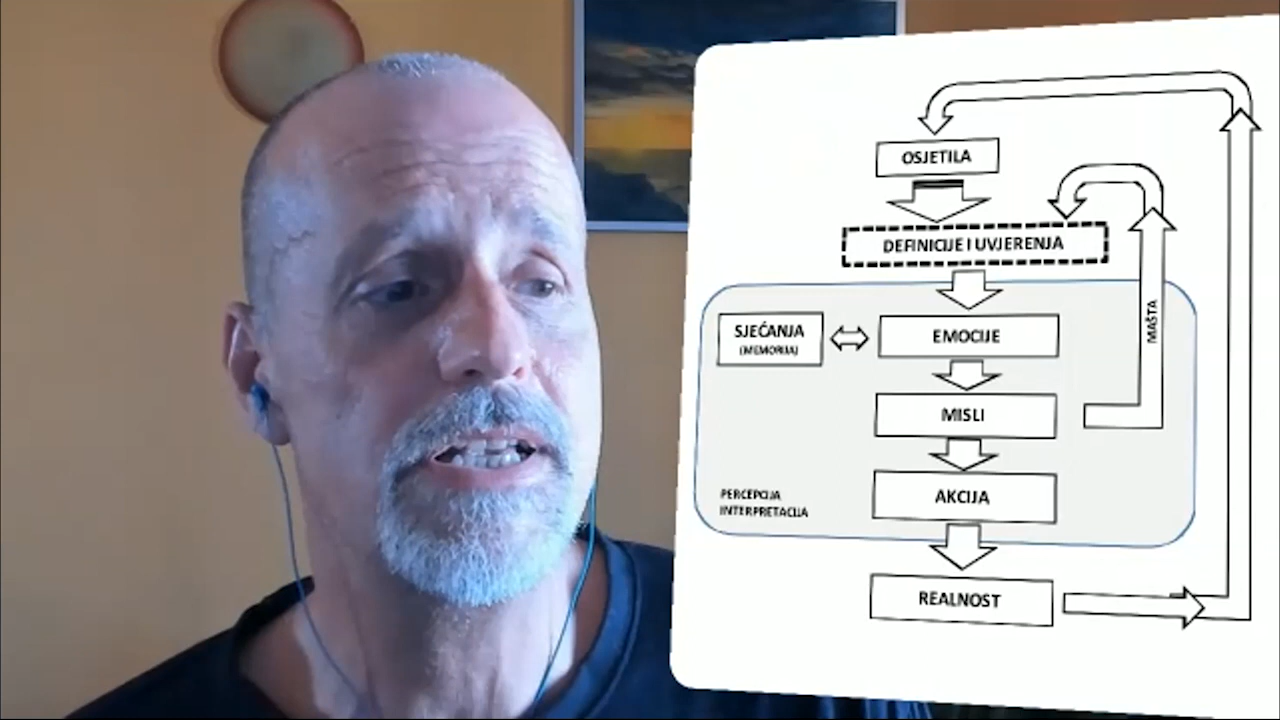 OSJETILA
DEFINICIJE I UVJERENJA
SJEĆANJA
(MEMORIJA)
EMOCIJE
MAŠTA
MISLI
AKCIJA
PERCEPCIJA
INTERPRETACIJA
REALNOST